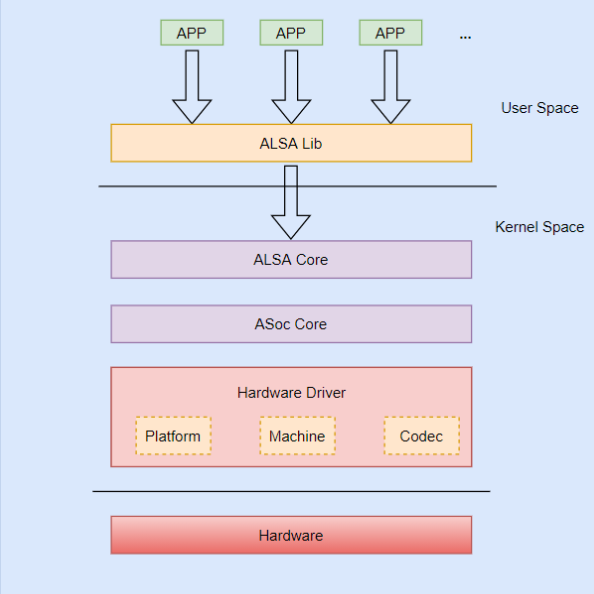 APP APP APP ...
User Space
ALSA Lib
Kernel Space
ALSA Core
ASoc Core
Hardware Driver
Platform Machine Codec
Hardware